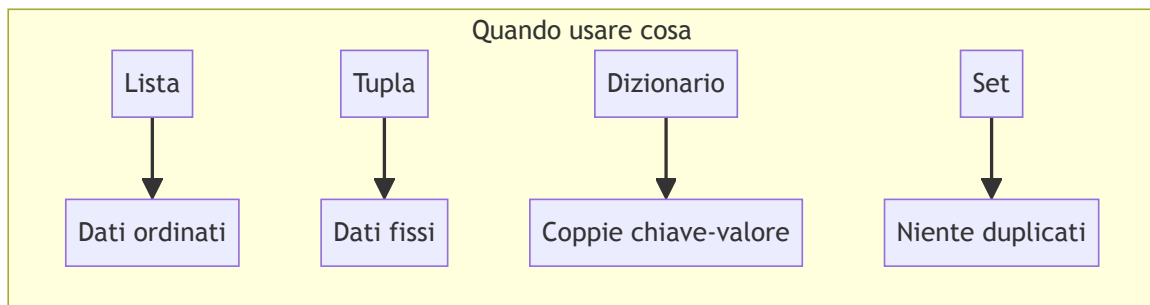 Quando usare cosa
Lista
Tupla
Dizionario
Set
Dati ordinati
Dati fissi
Coppie chiave-valore
Niente duplicati